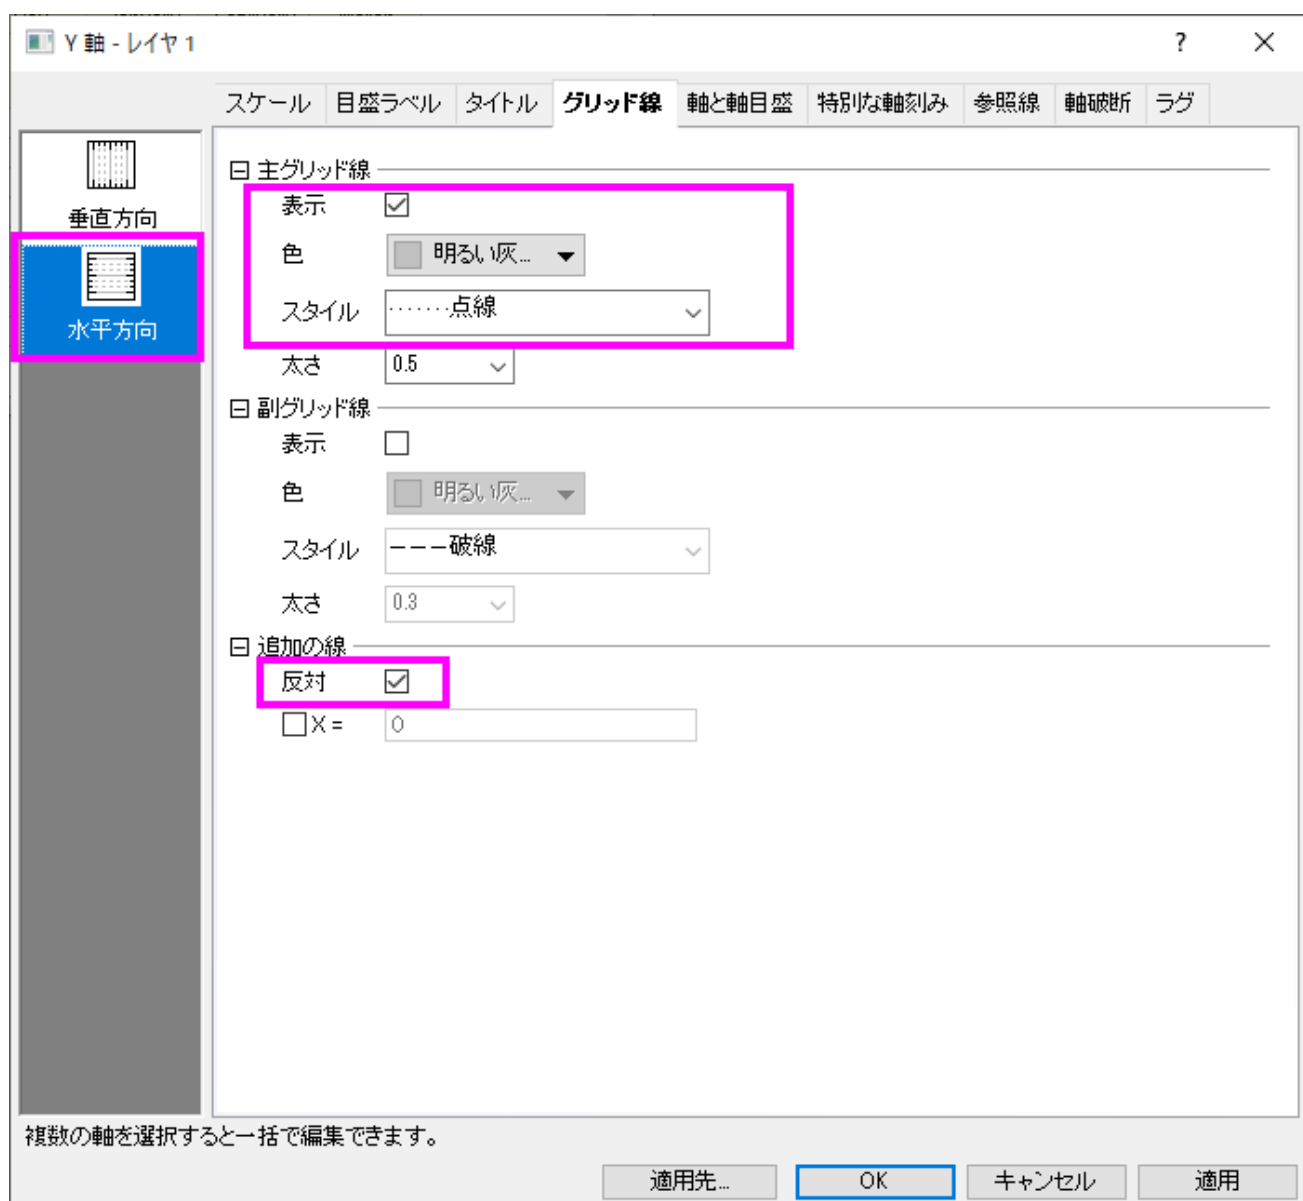 Y 軸 - レイヤ 1
?
スケール 目盛ラベル タイトル グリッド線 軸と軸目盛 特別な軸刻み 参照線 軸破断 ラグ
垂直方向
水平方向
主グリッド線
表示
色 明るい灰...
スタイル ·······点線
太さ 0.5
副グリッド線
表示
色 明るい灰...
スタイル ---破線
太さ 0.3
追加の線
反対
X = 0
複数の軸を選択すると一括で編集できます。
適用先... OK キャンセル 適用